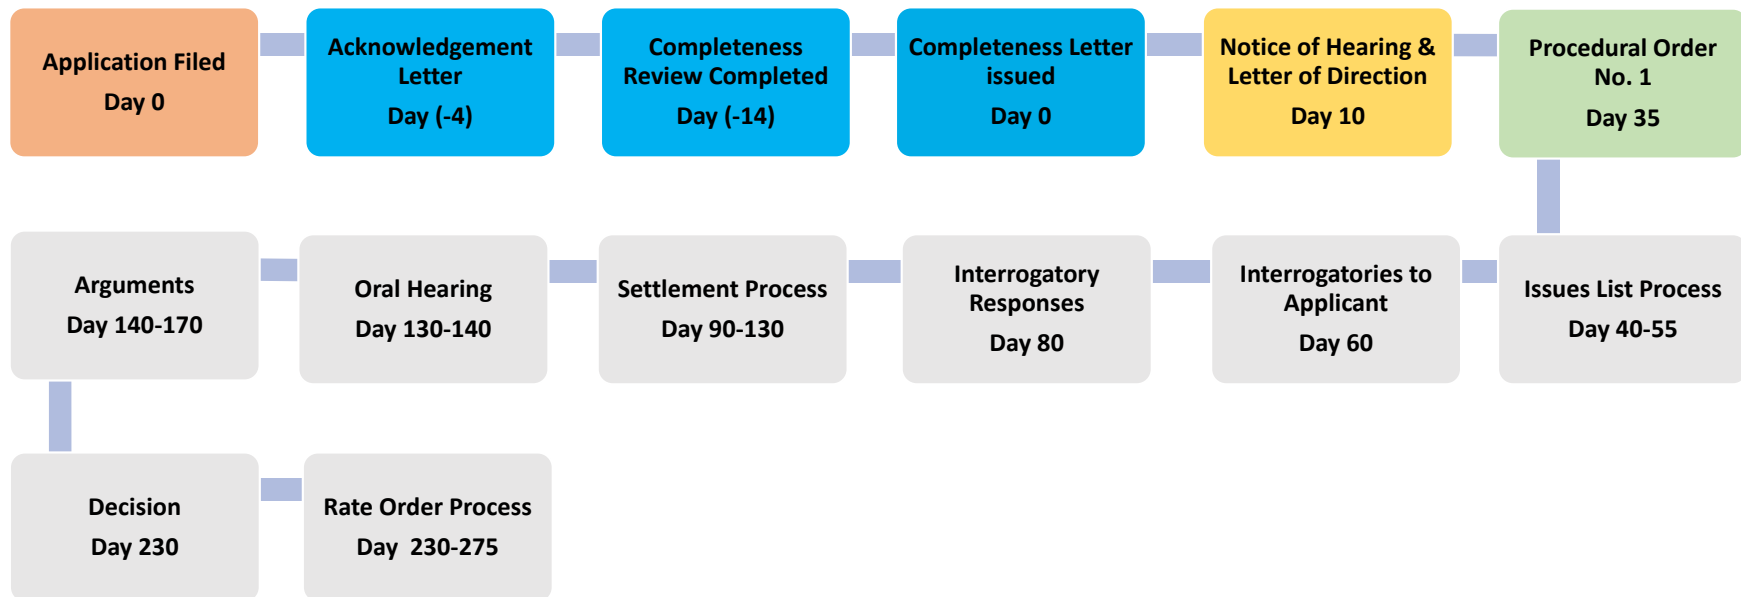 Application Filed
Day 0
Acknowledgement
Letter
Day (-4)
Completeness
Review Completed
Day (-14)
Completeness Letter
issued
Day 0
Notice of Hearing &
Letter of Direction
Day 10
Procedural Order
No. 1
Day 35
Issues List Process
Day 40-55
Interrogatories to
Applicant
Day 60
Interrogatory
Responses
Day 80
Settlement Process
Day 90-130
Oral Hearing
Day 130-140
Arguments
Day 140-170
Decision
Day 230
Rate Order Process
Day 230-275